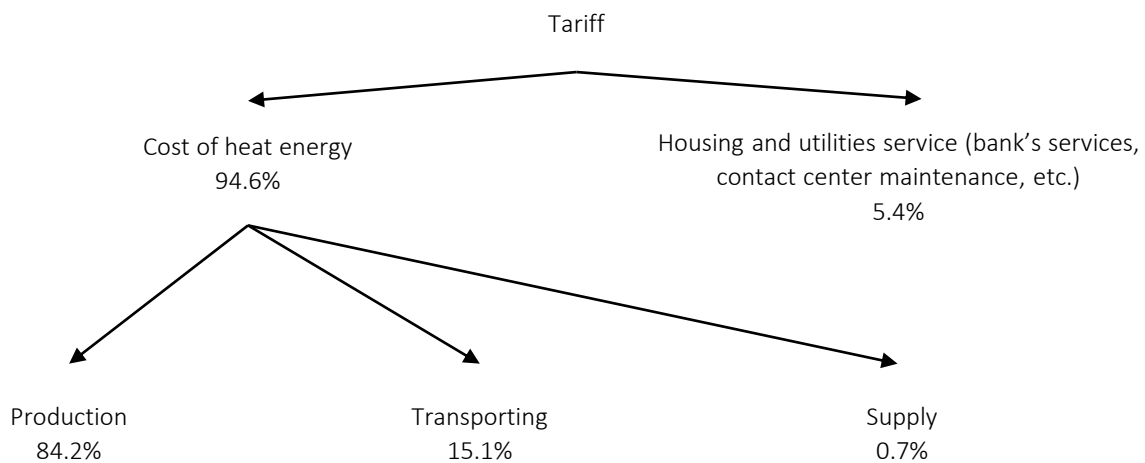 Tariff
Cost of heat energy
94.6%
Housing and utilities service (bank’s services,
contact center maintenance, etc.)
5.4%
Production
84.2%
Transporting
15.1%
Supply
0.7%